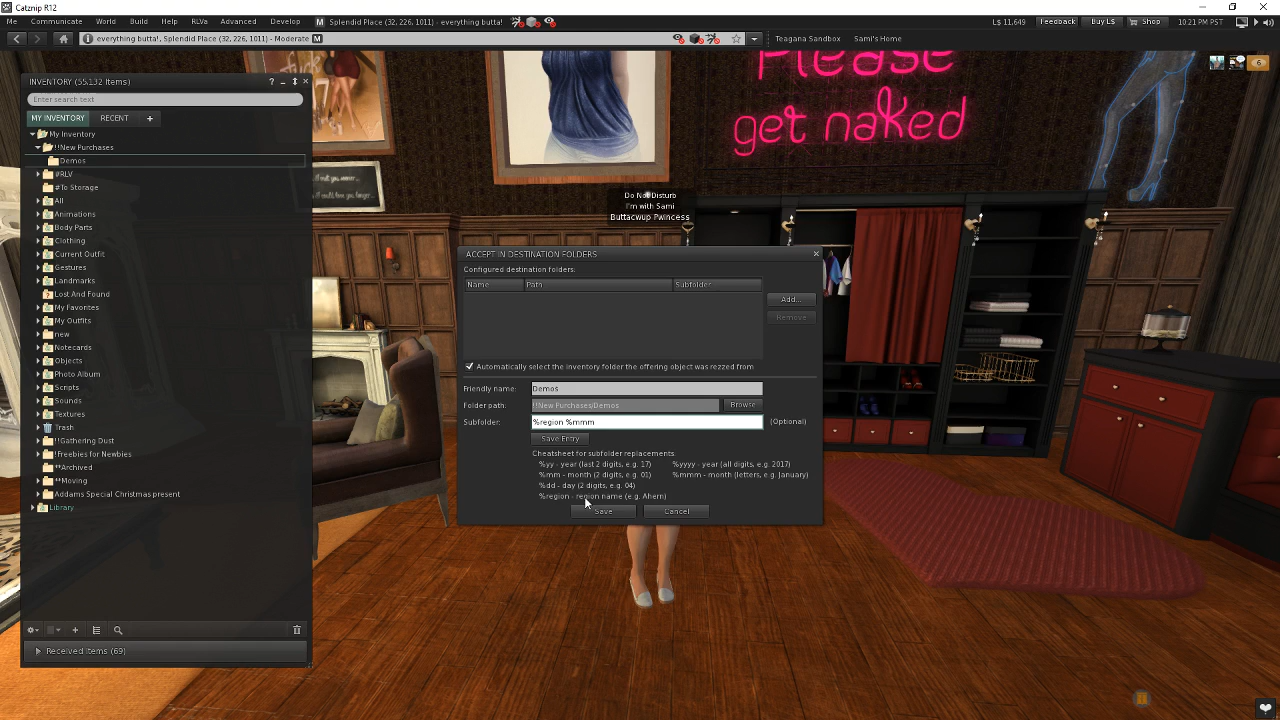 Catznip R12
Me Communicate World Build Help RLVa Advanced Develop M Splendid Place (32, 226, 1011) - everything butta! L$ 11,649 Feedback Buy L$ Shop 10:21 PM PST
everything butta!, Splendid Place (32, 226, 1011) - Moderate M Teagana Sandbox Sami's Home
6
INVENTORY (55,132 Items) ?
Enter search text
MY INVENTORY RECENT +
My Inventory
!!New Purchases
Demos
#RLV
#To Storage
All
Animations
Body Parts
Clothing
Current Outfit
Gestures
Landmarks
Lost And Found
My Favorites
My Outfits
new
Notecards
Objects
Photo Album
Scripts
Sounds
Textures
Trash
!!Gathering Dust
!Freebies for Newbies
**Archived
**Moving
Addams Special Christmas present
Library
Received Items (69)
Please
get naked
Do Not Disturb
I'm with Sami
Buttacwup Pwincess
ACCEPT IN DESTINATION FOLDERS
Configured destination folders:
Name Path Subfolder
Add...
Remove
Automatically select the inventory folder the offering object was rezzed from
Friendly name: Demos
Folder path: !!New Purchases/Demos Browse
Subfolder: %region %mmm (Optional)
Save Entry
Cheatsheet for subfolder replacements
%yy - year (last 2 digits, e.g. 17) %yyyy - year (all digits, e.g. 2017)
%mm - month (2 digits, e.g. 01) %mmm - month (letters, e.g. January)
%dd - day (2 digits, e.g. 04)
%region - region name (e.g. Ahern)
Save Cancel